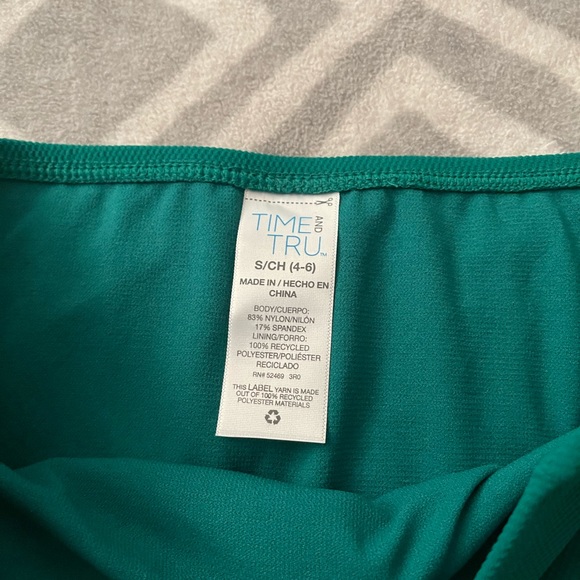 TIME AND
TRU™
S/CH (4-6)
MADE IN / HECHO EN
CHINA
BODY/CUERPO:
83% NYLON/NILÓN
17% SPANDEX
LINING/FORRO:
100% RECYCLED
POLYESTER/POLIÉSTER
RECICLADO
RN# 52469 3R0
THIS LABEL YARN IS MADE
OUT OF 100% RECYCLED
POLYESTER MATERIALS